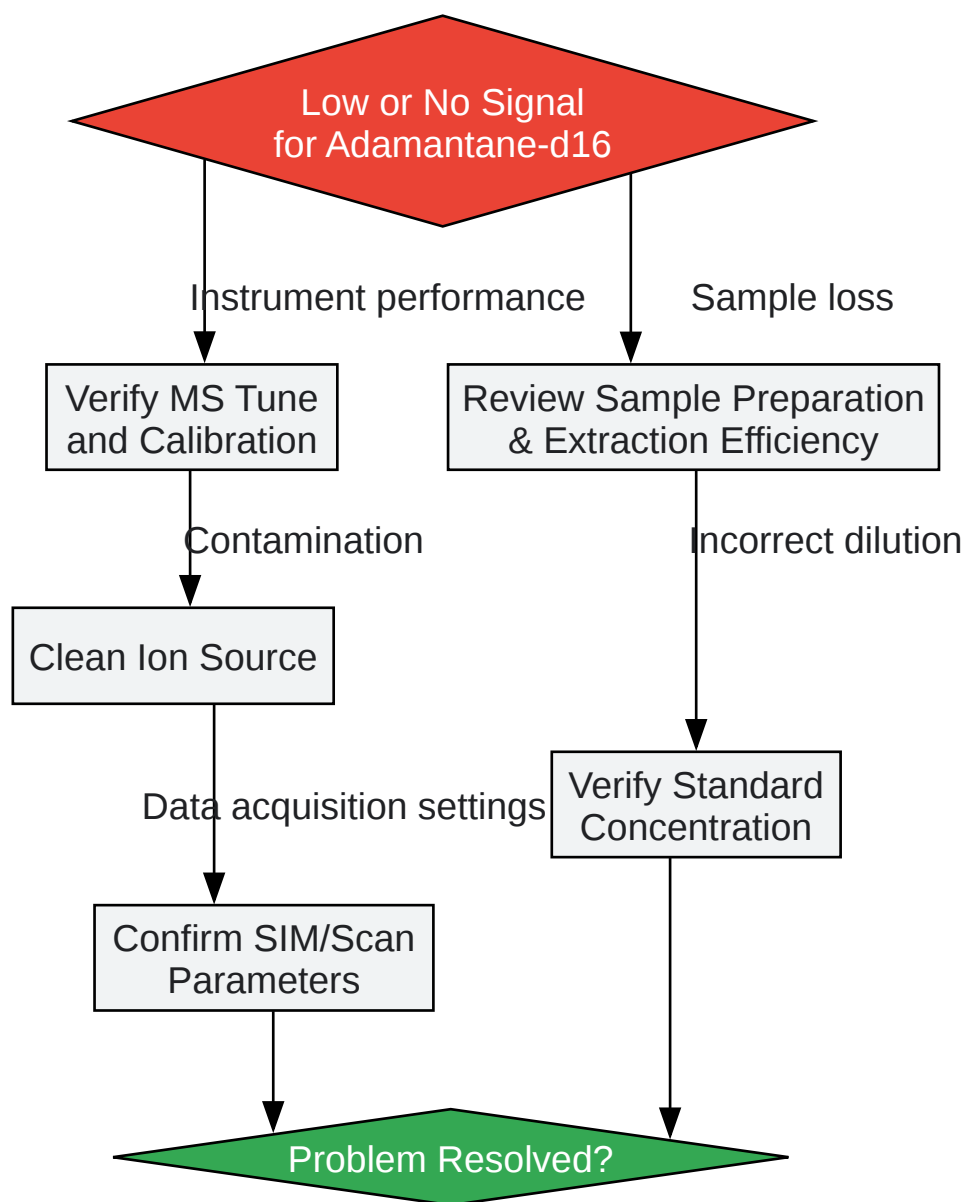 Low or No Signal
for Adamantane-d16
Instrument performance
Sample loss
Verify MS Tune
and Calibration
Review Sample Preparation
& Extraction Efficiency
Contamination
Incorrect dilution
Clean Ion Source
Data acquisition settings
Verify Standard
Concentration
Confirm SIM/Scan
Parameters
Problem Resolved?